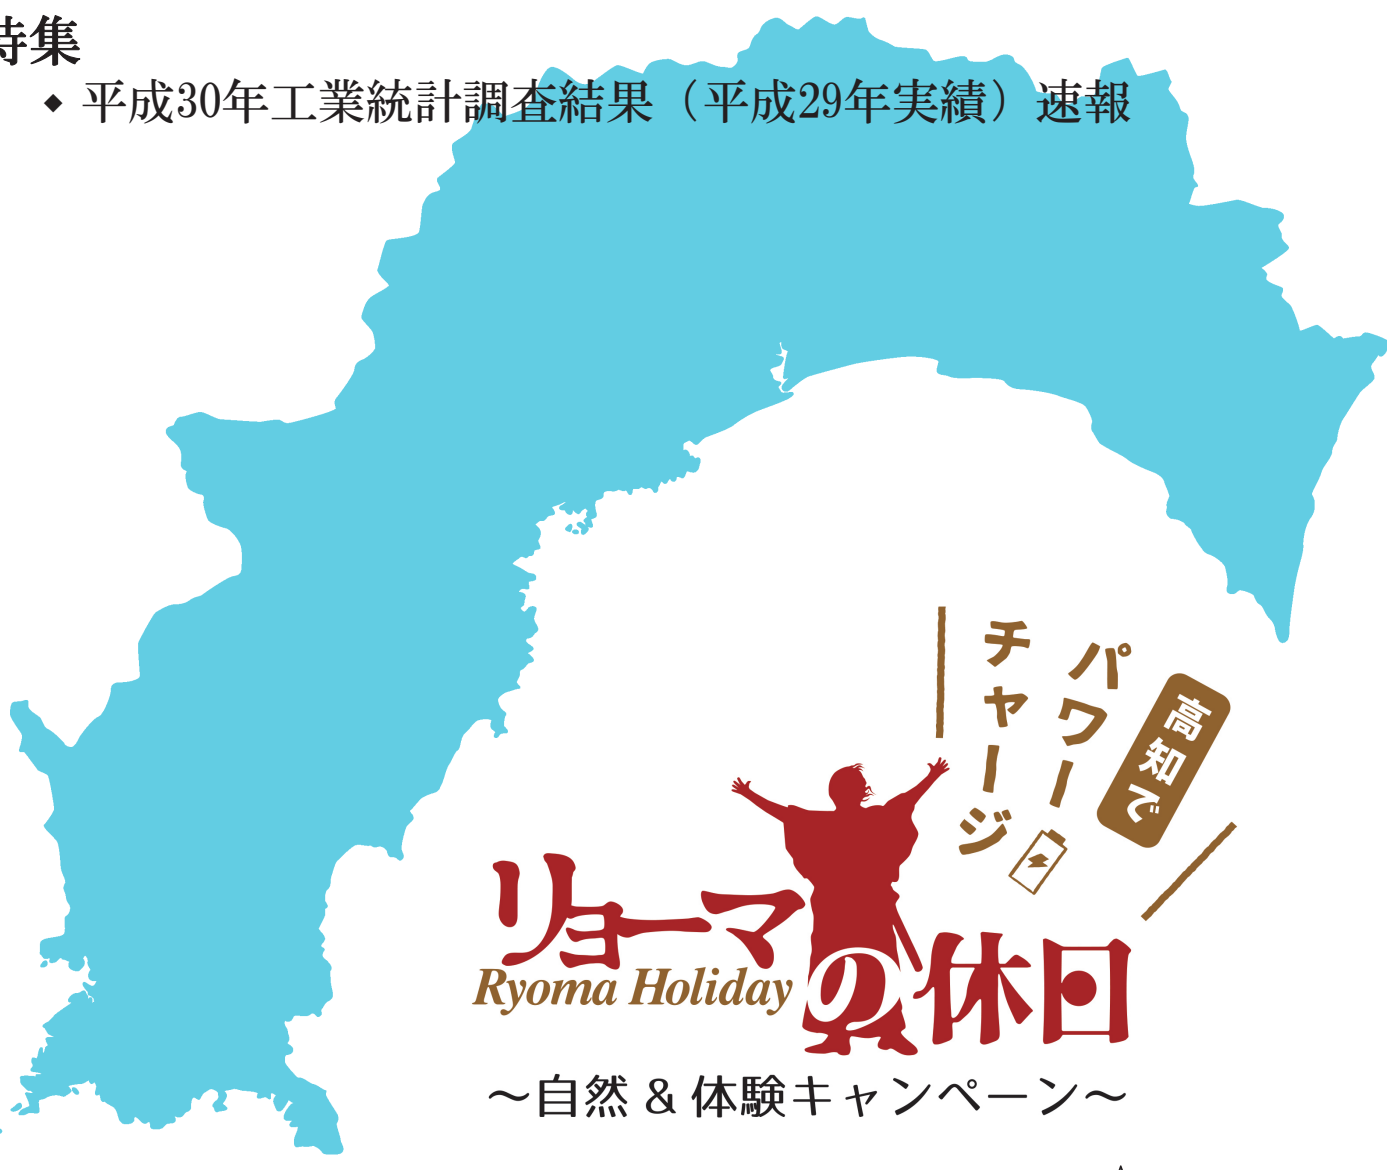 特集
◆ 平成30年工業統計調査結果（平成29年実績）速報
高知で
パワー
チャージ
リョーマの休日
Ryoma Holiday
～自然 & 体験キャンペーン～